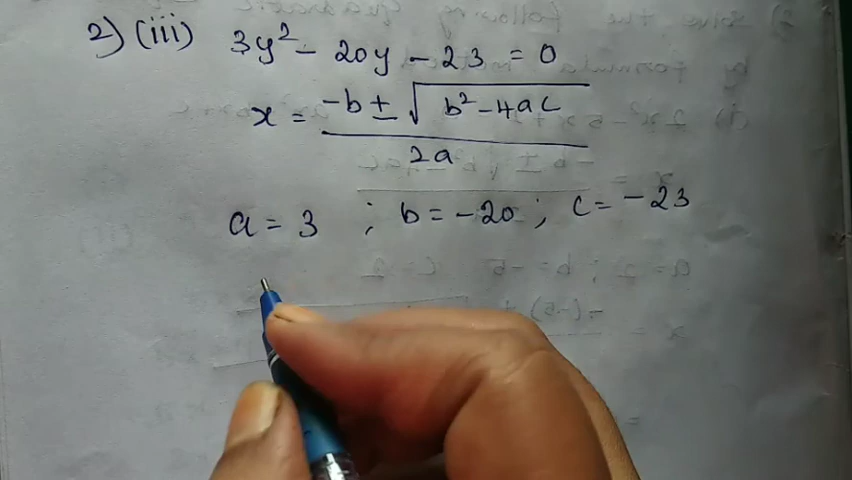 2) (iii) 3y² - 20y - 23 = 0
x = -b ± √b² - 4ac / 2a
a = 3 ; b = -20 ; c = -23